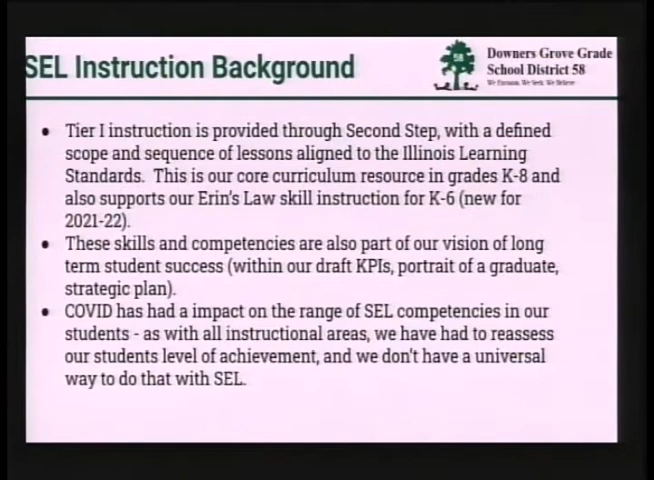 SEL Instruction Background
58
Downers Grove Grade
School District 58
• Tier I instruction is provided through Second Step, with a defined
scope and sequence of lessons aligned to the Illinois Learning
Standards. This is our core curriculum resource in grades K-8 and
also supports our Erin's Law skill instruction for K-6 (new for
2021-22).
• These skills and competencies are also part of our vision of long
term student success (within our draft KPIs, portrait of a graduate,
strategic plan).
• COVID has had a impact on the range of SEL competencies in our
students - as with all instructional areas, we have had to reassess
our students level of achievement, and we don't have a universal
way to do that with SEL.